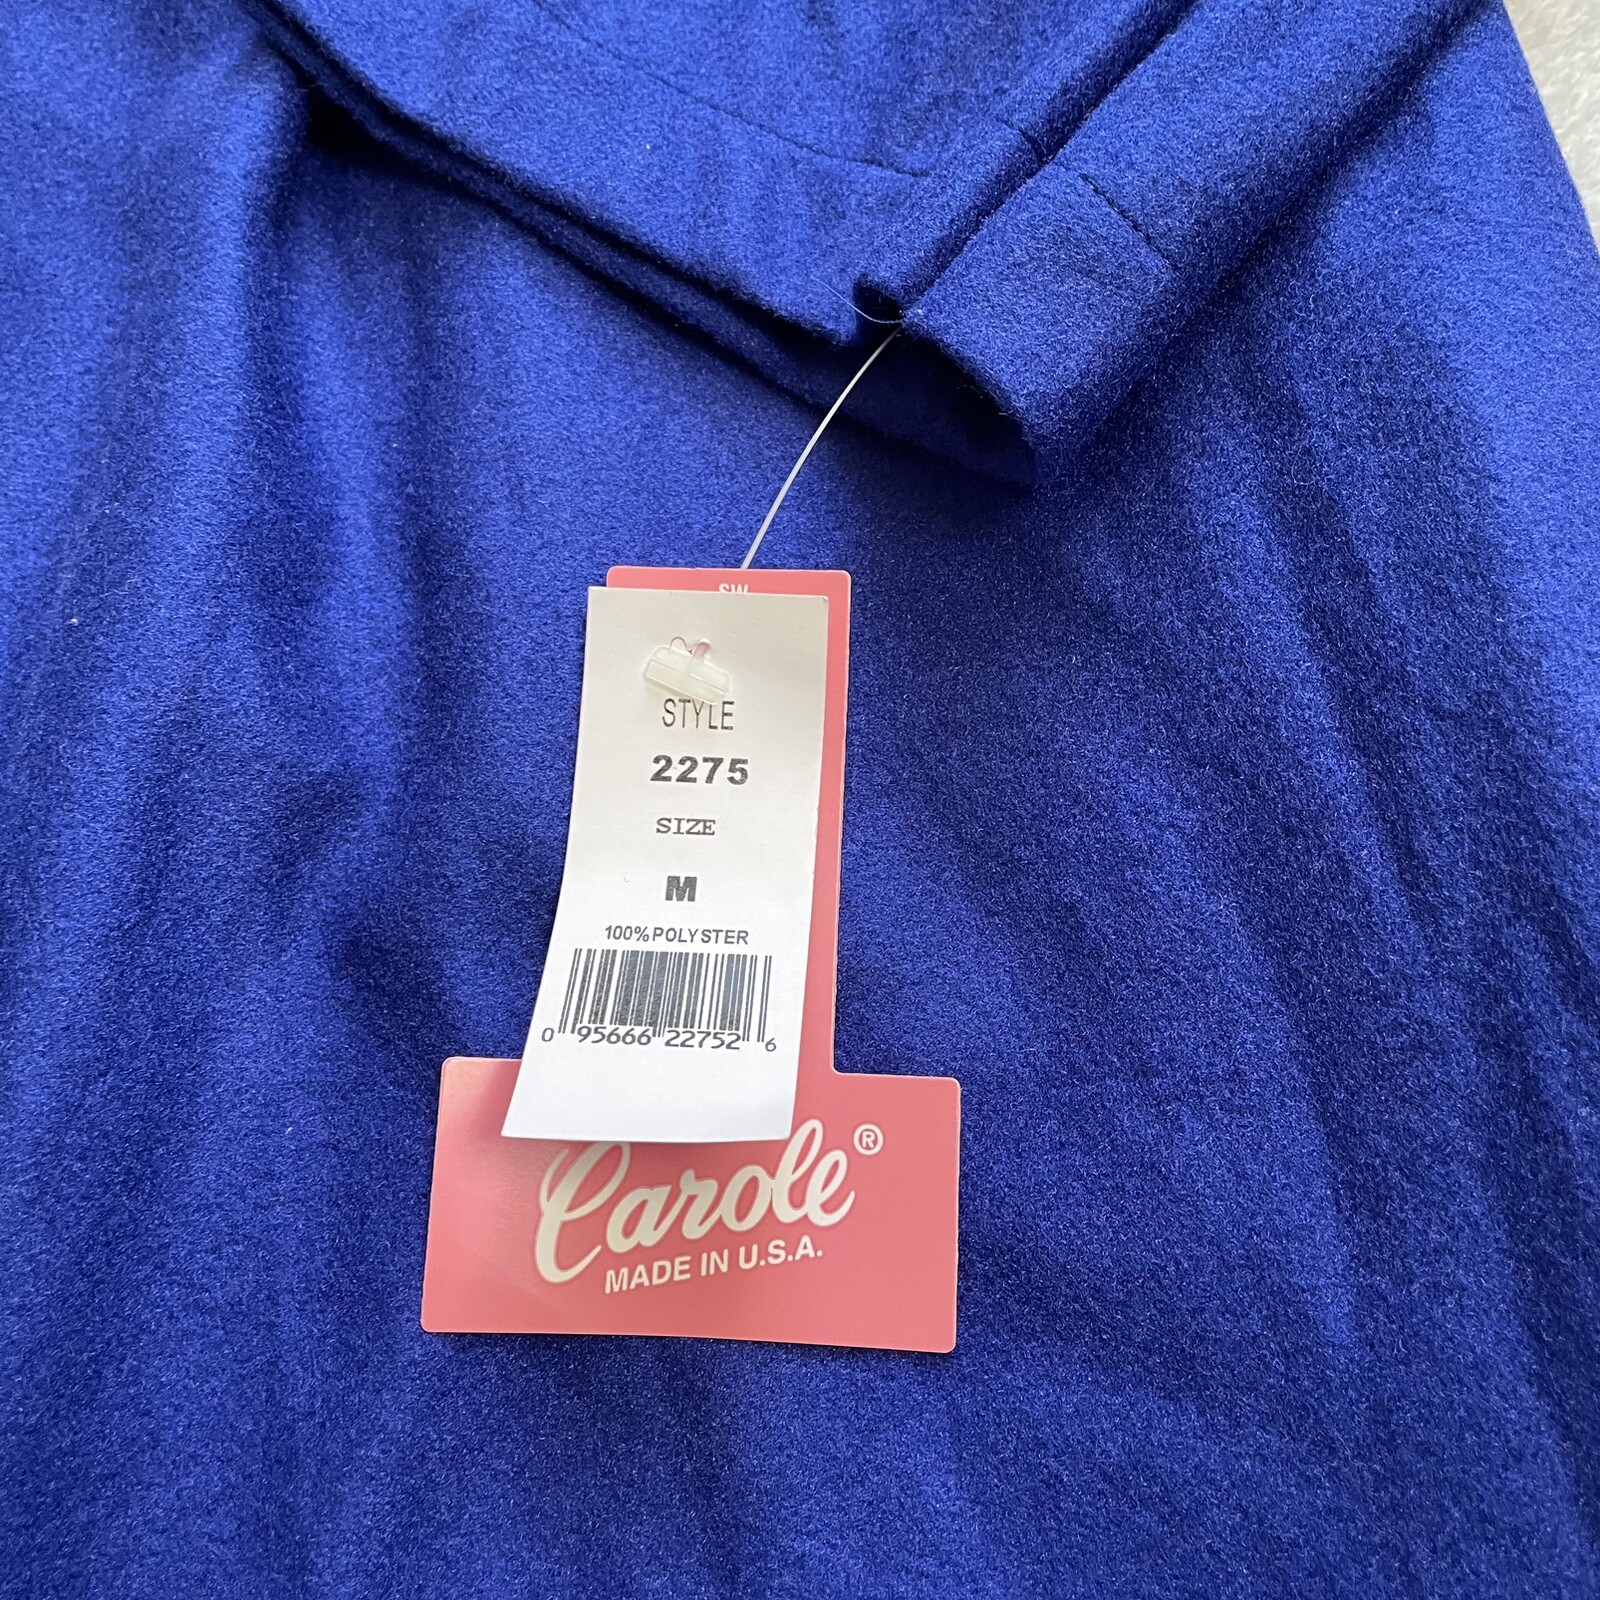 SW
STYLE
2275
SIZE
M
100%POLYSTER
0 95666 22752 6
Carole®
MADE IN U.S.A.